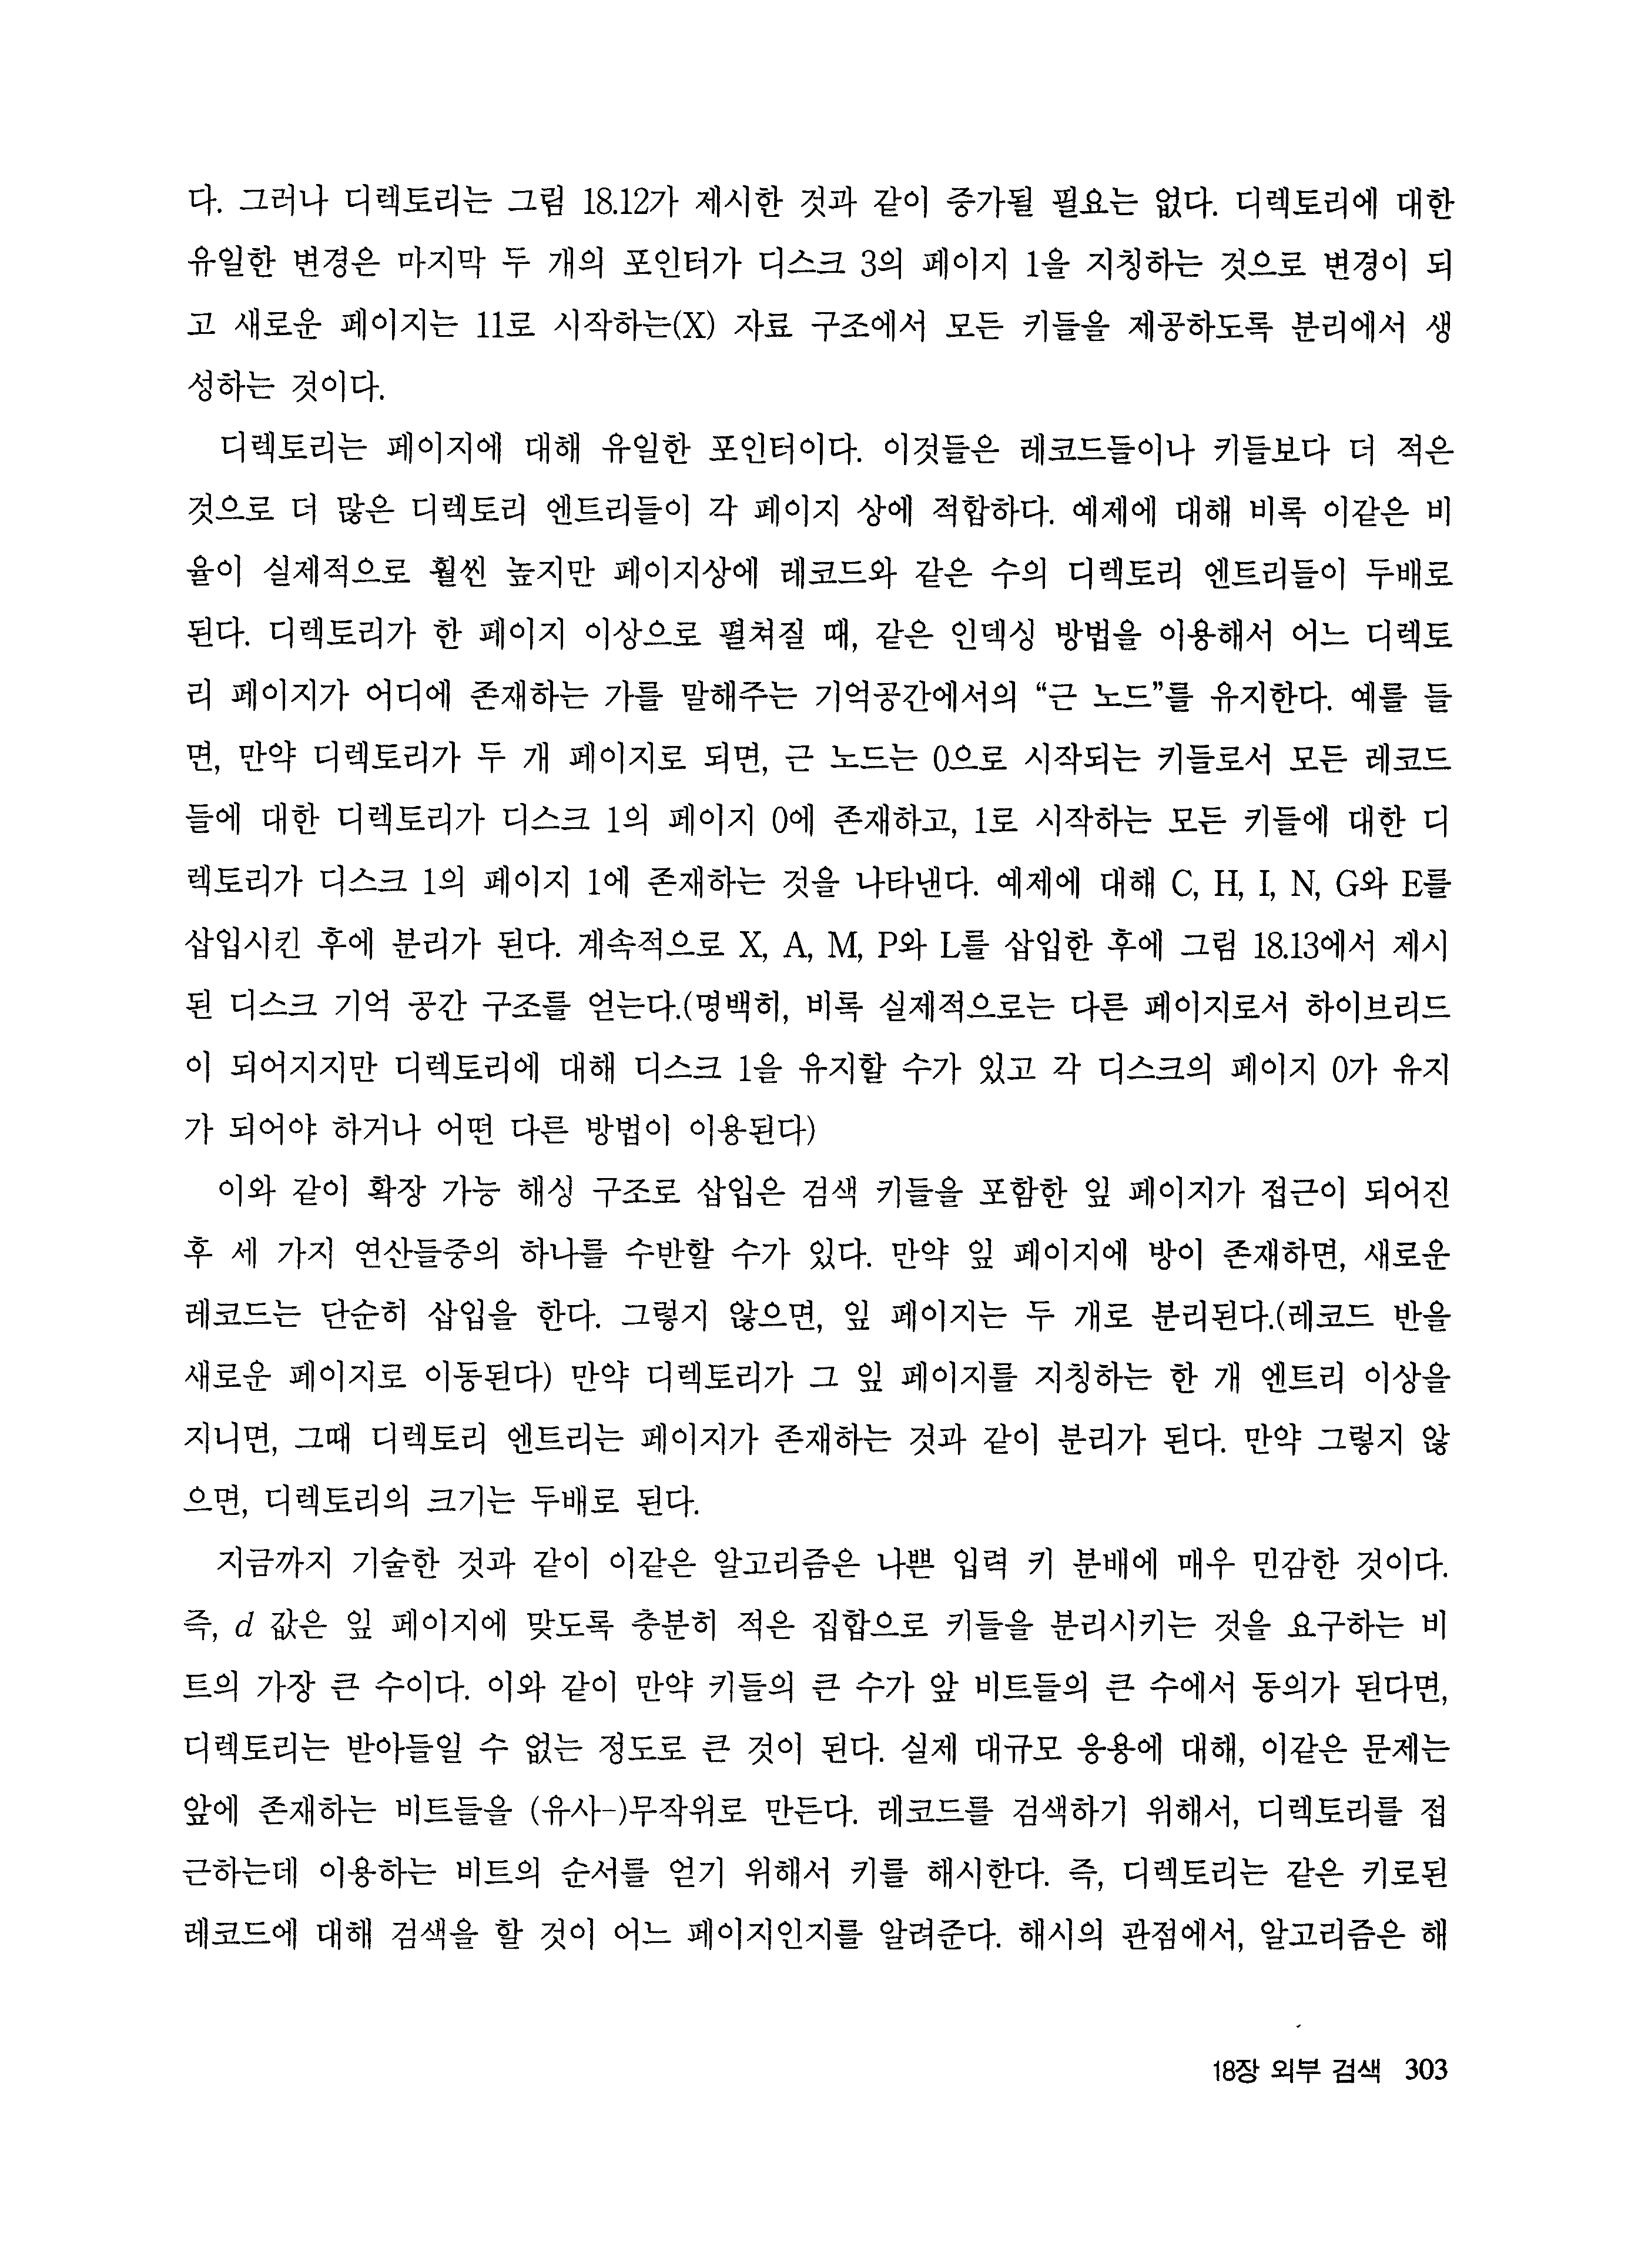 다. 그러나 디렉토리는 그림 18.12가 제시한 것과 같이 증가될 필요는 없다. 디렉토리에 대한
유일한 변경은 마지막 두 개의 포인터가 디스크 3의 페이지 1을 지칭하는 것으로 변경이 되
고 새로운 페이지는 11로 시작하는(X) 자료 구조에서 모든 키들을 제공하도록 분리에서 생
성하는 것이다.
디렉토리는 페이지에 대해 유일한 포인터이다. 이것들은 레코드들이나 키들보다 더 적은
것으로 더 많은 디렉토리 엔트리들이 각 페이지 상에 적합하다. 예제에 대해 비록 이같은 비
율이 실제적으로 훨씬 높지만 페이지상에 레코드와 같은 수의 디렉토리 엔트리들이 두배로
된다. 디렉토리가 한 페이지 이상으로 펼쳐질 때, 같은 인덱싱 방법을 이용해서 어느 디렉토
리 페이지가 어디에 존재하는 가를 말해주는 기억공간에서의 “근 노드”를 유지한다. 예를 들
면, 만약 디렉토리가 두 개 페이지로 되면, 근 노드는 0으로 시작되는 키들로서 모든 레코드
들에 대한 디렉토리가 디스크 1의 페이지 0에 존재하고, 1로 시작하는 모든 키들에 대한 디
렉토리가 디스크 1의 페이지 1에 존재하는 것을 나타낸다. 예제에 대해 C, H, I, N, G와 E를
삽입시킨 후에 분리가 된다. 계속적으로 X, A, M, P와 L를 삽입한 후에 그림 18.13에서 제시
된 디스크 기억 공간 구조를 얻는다.(명백히, 비록 실제적으로는 다른 페이지로서 하이브리드
이 되어지지만 디렉토리에 대해 디스크 1을 유지할 수가 있고 각 디스크의 페이지 0가 유지
가 되어야 하거나 어떤 다른 방법이 이용된다)
이와 같이 확장 가능 해싱 구조로 삽입은 검색 키들을 포함한 잎 페이지가 접근이 되어진
후 세 가지 연산들중의 하나를 수반할 수가 있다. 만약 잎 페이지에 방이 존재하면, 새로운
레코드는 단순히 삽입을 한다. 그렇지 않으면, 잎 페이지는 두 개로 분리된다.(레코드 반을
새로운 페이지로 이동된다) 만약 디렉토리가 그 잎 페이지를 지칭하는 한 개 엔트리 이상을
지니면, 그때 디렉토리 엔트리는 페이지가 존재하는 것과 같이 분리가 된다. 만약 그렇지 않
으면, 디렉토리의 크기는 두배로 된다.
지금까지 기술한 것과 같이 이같은 알고리즘은 나쁜 입력 키 분배에 매우 민감한 것이다.
즉, d 값은 잎 페이지에 맞도록 충분히 적은 집합으로 키들을 분리시키는 것을 요구하는 비
트의 가장 큰 수이다. 이와 같이 만약 키들의 큰 수가 앞 비트들의 큰 수에서 동의가 된다면,
디렉토리는 받아들일 수 없는 정도로 큰 것이 된다. 실제 대규모 응용에 대해, 이같은 문제는
앞에 존재하는 비트들을 (유사-)무작위로 만든다. 레코드를 검색하기 위해서, 디렉토리를 접
근하는데 이용하는 비트의 순서를 얻기 위해서 키를 해시한다. 즉, 디렉토리는 같은 키로된
레코드에 대해 검색을 할 것이 어느 페이지인지를 알려준다. 해시의 관점에서, 알고리즘은 해
18장 외부 검색 303